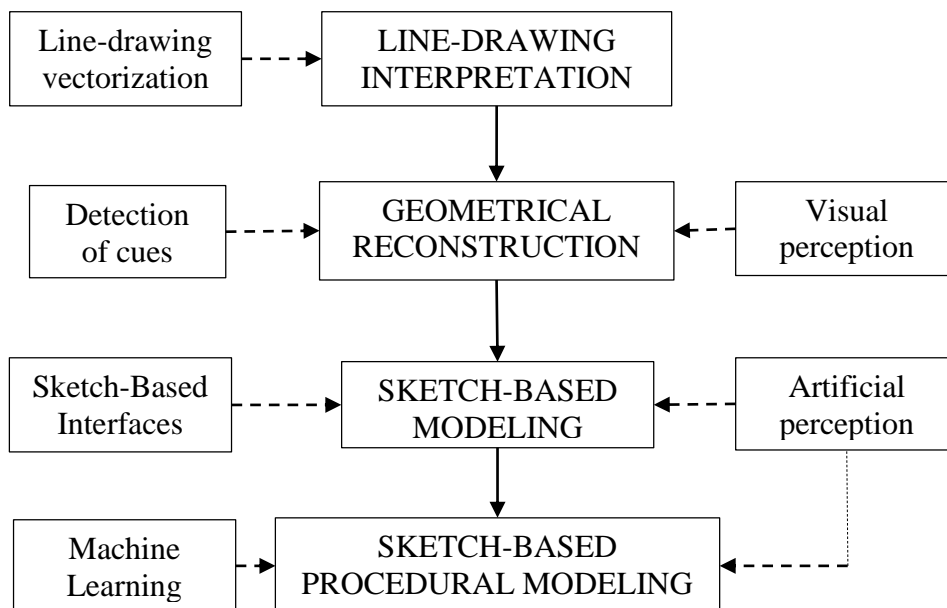 Line-drawing
vectorization
LINE-DRAWING
INTERPRETATION
Detection
of cues
GEOMETRICAL
RECONSTRUCTION
Visual
perception
Sketch-Based
Interfaces
SKETCH-BASED
MODELING
Artificial
perception
Machine
Learning
SKETCH-BASED
PROCEDURAL MODELING